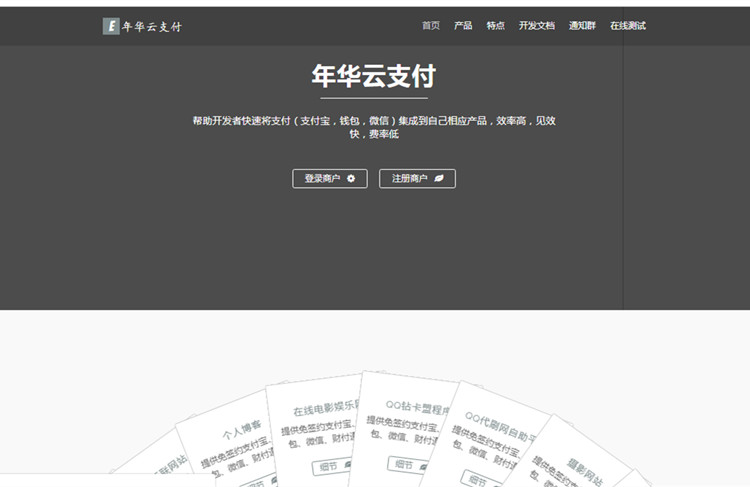 E 年华云支付
首页 产品 特点 开发文档 通知群 在线测试
年华云支付
帮助开发者快速将支付（支付宝，钱包，微信）集成到自己相应产品，效率高，见效
快，费率低
登录商户
注册商户
联网站
个人博客
提供免签约支付宝、
包、微信、财付通
细节
在线电影娱乐
提供免签约支付宝、
包、微信、财付
细节
QQ钻卡盟程序
提供免签约支付宝、
包、微信、财付
细节
QQ代刷网自助
提供免签约支付宝、
包、微信、财付
细节
摄影网站
提供免签约支付宝
包、微信、